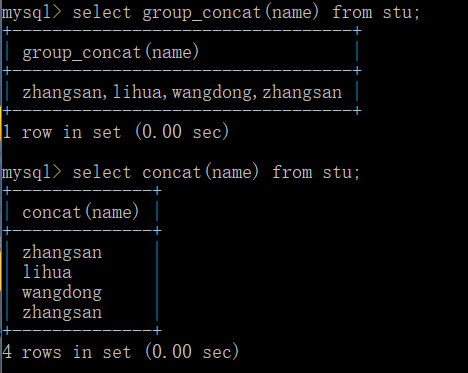 mysql> select group_concat(name) from stu;
group_concat(name)
zhangsan,lihua,wangdong,zhangsan
1 row in set (0.00 sec)
mysql> select concat(name) from stu;
concat(name)
zhangsan
lihua
wangdong
zhangsan
4 rows in set (0.00 sec)